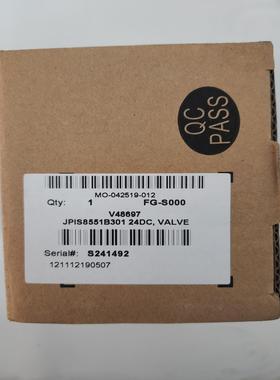 QC
PASS
MO-042519-012
Qty: 1 FG-S000
V48697
JPIS8551B301 24DC, VALVE
Serial#: S241492
121112190507